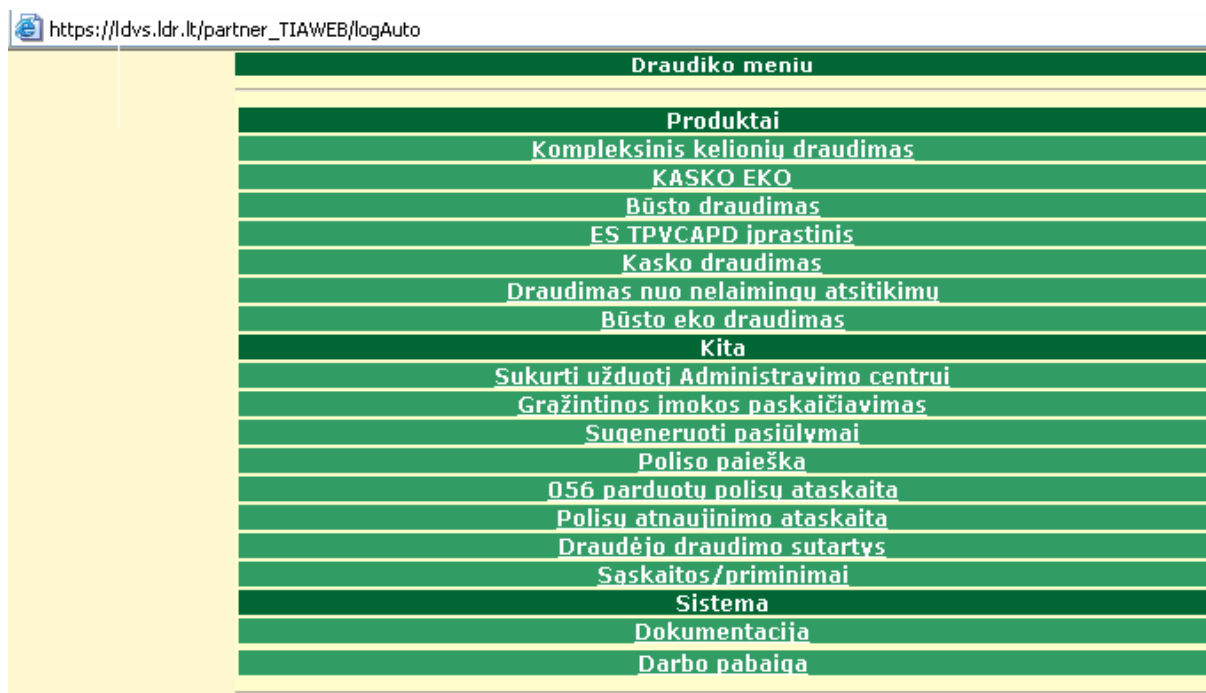 https://ldvs.ldr.lt/partner_TIAWEB/logAuto
Draudiko meniu
Produktai
Kompleksinis kelionių draudimas
KASKO EKO
Būsto draudimas
ES TPVCAPD įprastinis
Kasko draudimas
Draudimas nuo nelaimingų atsitikimų
Būsto eko draudimas
Kita
Sukurti užduotį Administravimo centrui
Grąžintinos įmokos paskaičiavimas
Sugeneruoti pasiūlymai
Poliso paieška
056 parduotų polisų ataskaita
Polisų atnaujinimo ataskaita
Draudėjo draudimo sutartys
Sąskaitos/priminimai
Sistema
Dokumentacija
Darbo pabaiga